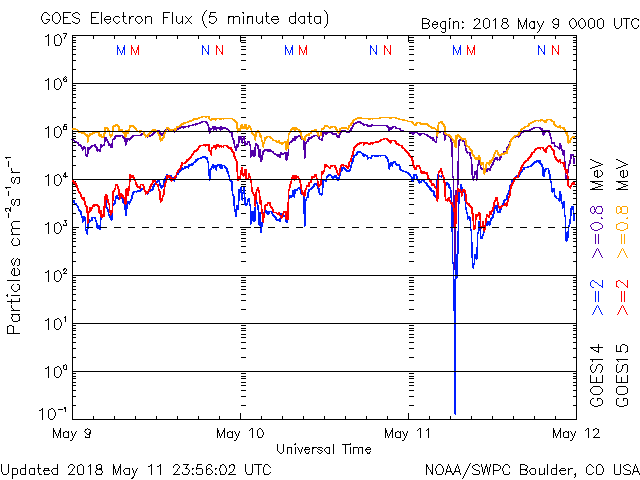 GOES Electron Flux (5 minute data)
Begin: 2018 May 9 0000 UTC
10⁷
M M N N M M N N M M N N
10⁶
10⁵
10⁴
10³
10²
10¹
10⁰
10⁻¹
Particles cm⁻²s⁻¹sr⁻¹
May 9 May 10 May 11 May 12
Universal Time
GOES14 >=2 >=0.8 MeV
GOES15 >=2 >=0.8 MeV
Updated 2018 May 11 23:56:02 UTC
NOAA/SWPC Boulder, CO USA